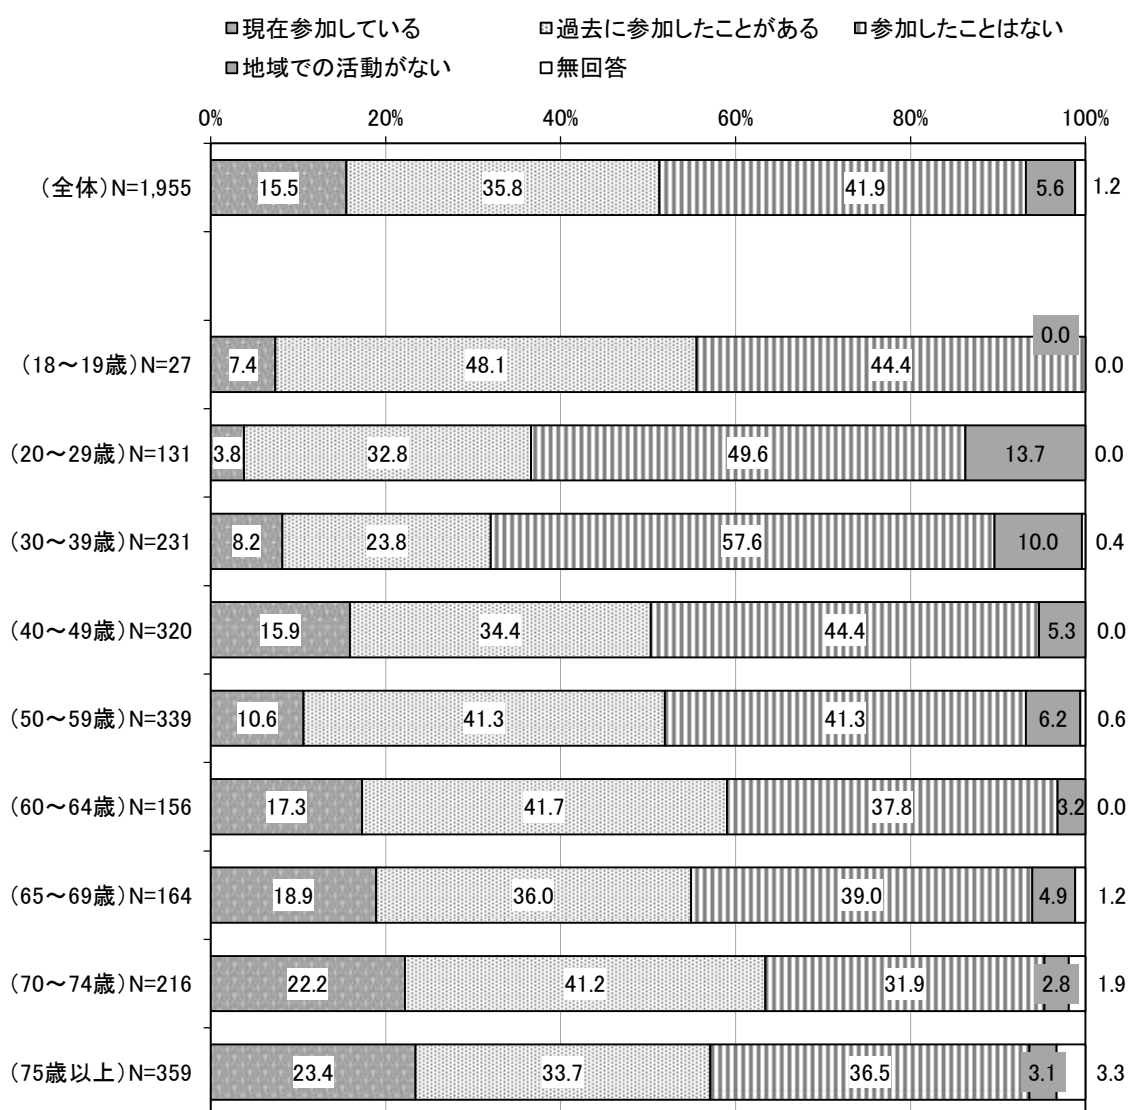 ■現在参加している ■過去に参加したことがある ■参加したことはない
■地域での活動がない □無回答
0% 20% 40% 60% 80% 100%
(全体)N=1,955 15.5 35.8 41.9 5.6 1.2
(18～19歳)N=27 7.4 48.1 44.4 0.0 0.0
(20～29歳)N=131 3.8 32.8 49.6 13.7 0.0
(30～39歳)N=231 8.2 23.8 57.6 10.0 0.4
(40～49歳)N=320 15.9 34.4 44.4 5.3 0.0
(50～59歳)N=339 10.6 41.3 41.3 6.2 0.6
(60～64歳)N=156 17.3 41.7 37.8 3.2 0.0
(65～69歳)N=164 18.9 36.0 39.0 4.9 1.2
(70～74歳)N=216 22.2 41.2 31.9 2.8 1.9
(75歳以上)N=359 23.4 33.7 36.5 3.1 3.3